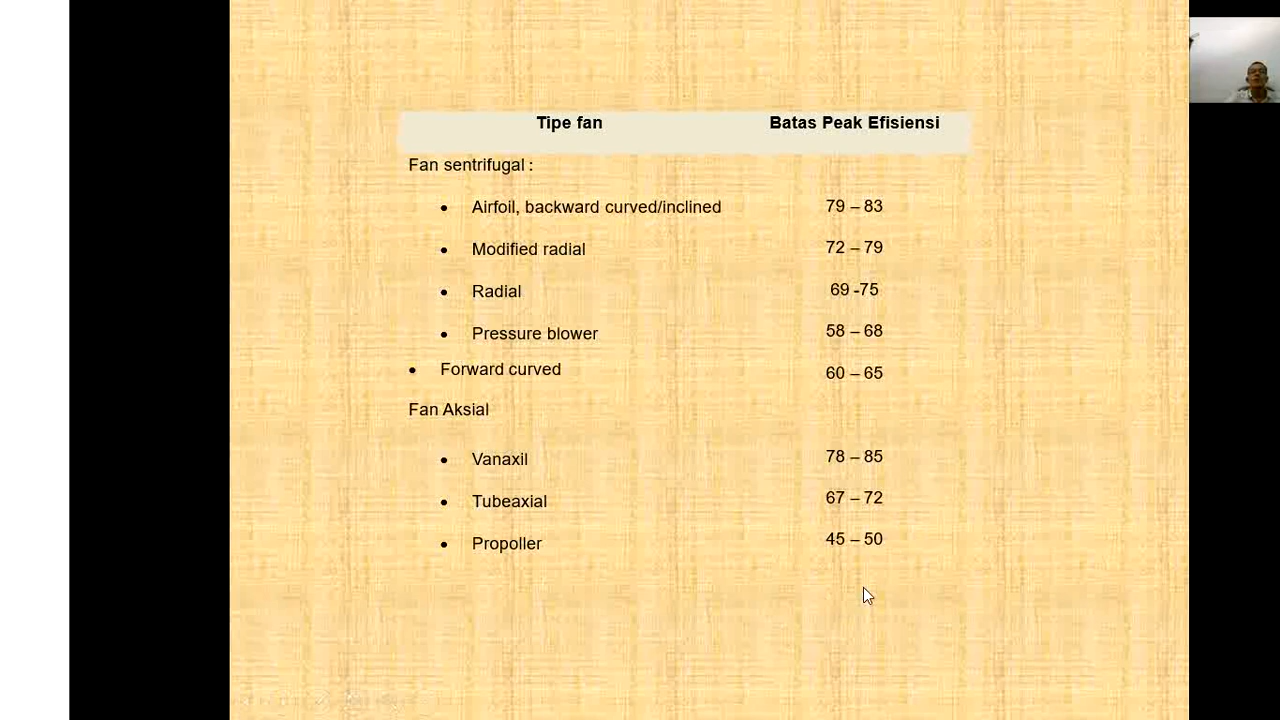 Tipe fan Batas Peak Efisiensi
Fan sentrifugal :
• Airfoil, backward curved/inclined 79 – 83
• Modified radial 72 – 79
• Radial 69 -75
• Pressure blower 58 – 68
• Forward curved 60 – 65
Fan Aksial
• Vanaxil 78 – 85
• Tubeaxial 67 – 72
• Propoller 45 – 50